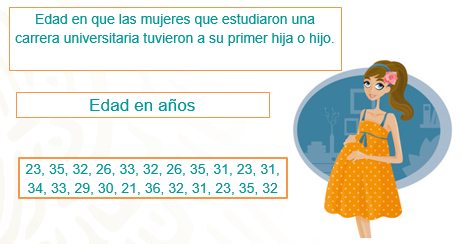 Edad en que las mujeres que estudiaron una
carrera universitaria tuvieron a su primer hija o hijo.
Edad en años
23, 35, 32, 26, 33, 32, 26, 35, 31, 23, 31,
34, 33, 29, 30, 21, 36, 32, 31, 23, 35, 32